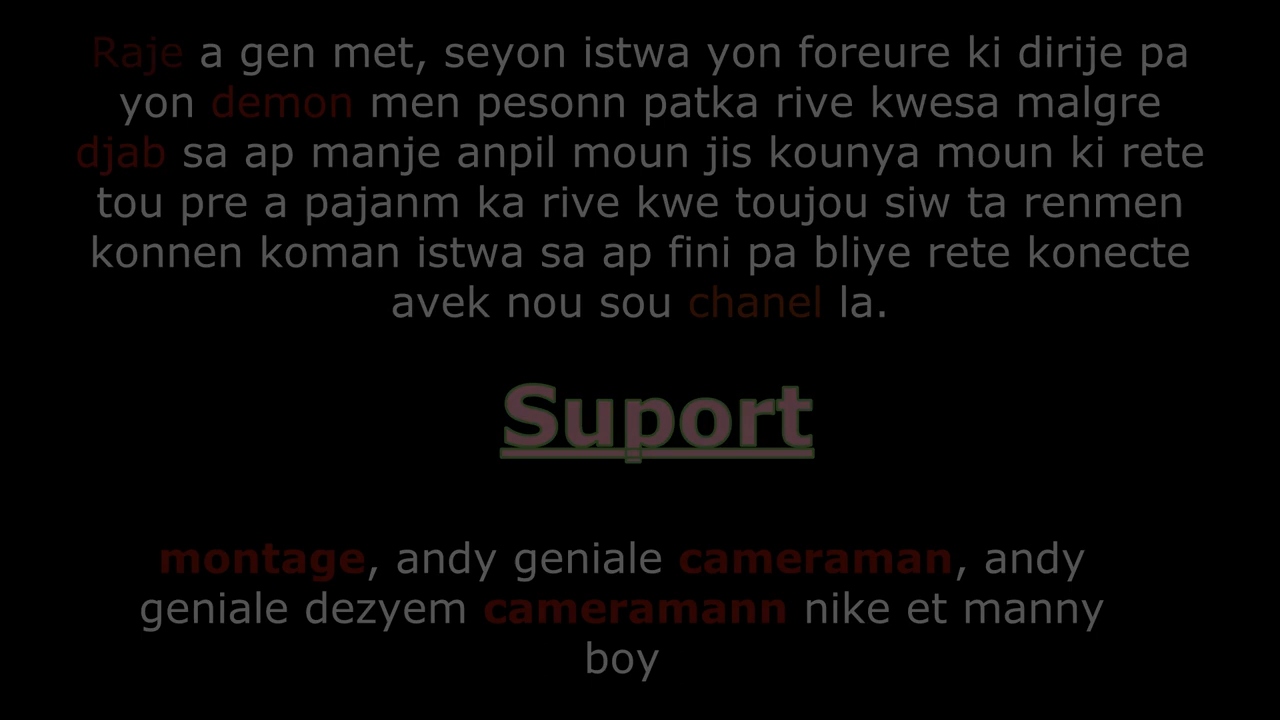 Raje a gen met, seyon istwa yon foreure ki dirije pa
yon demon men pesonn patka rive kwesa malgre
djab sa ap manje anpil moun jis kounya moun ki rete
tou pre a pajanm ka rive kwe toujou siw ta renmen
konnen koman istwa sa ap fini pa bliye rete konecte
avek nou sou chanel la.
Suport
montage, andy geniale cameraman, andy
geniale dezyem cameramann nike et manny
boy